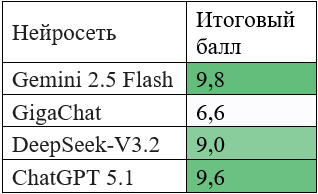 Нейросеть Итоговый
балл
Gemini 2.5 Flash 9,8
GigaChat 6,6
DeepSeek-V3.2 9,0
ChatGPT 5.1 9,6